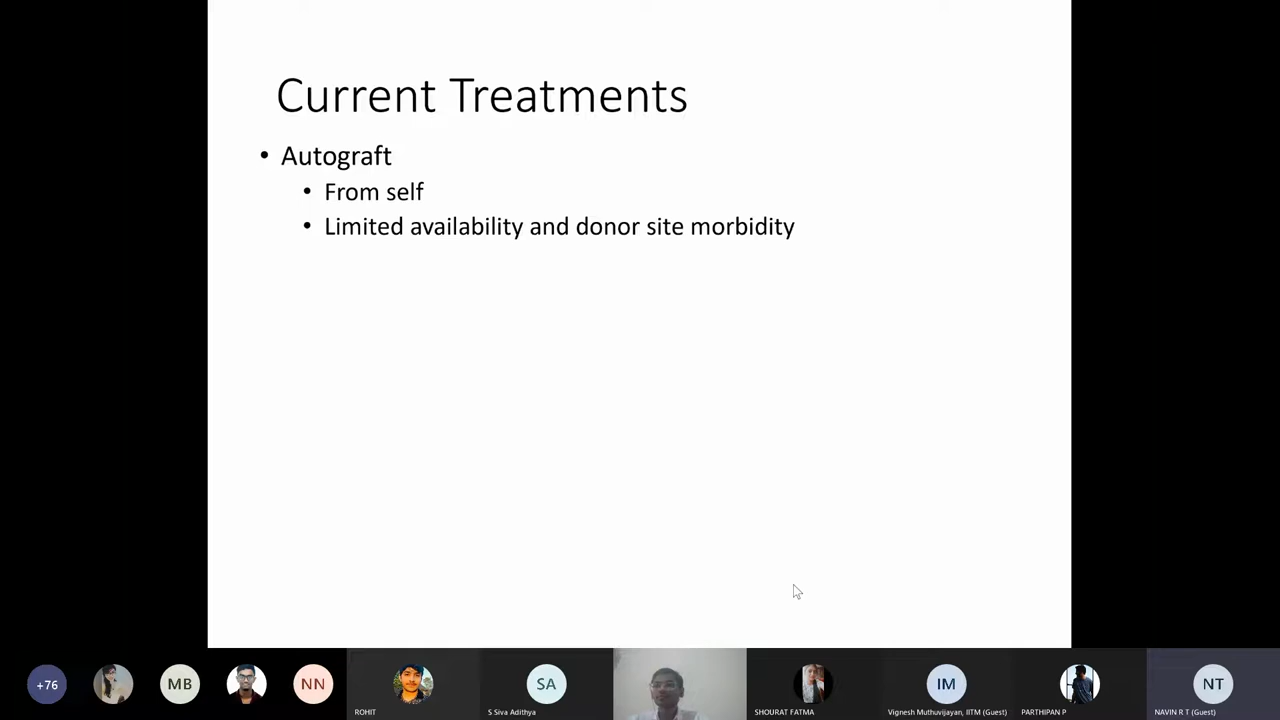 Current Treatments
• Autograft
• From self
• Limited availability and donor site morbidity
+76
MB
NN
ROHIT
SA
S Siva Adithya
SHOURAT FATMA
IM
Vignesh Muthuvijayan, IITM (Guest)
PARTHIPAN P
NT
NAVIN R T (Guest)